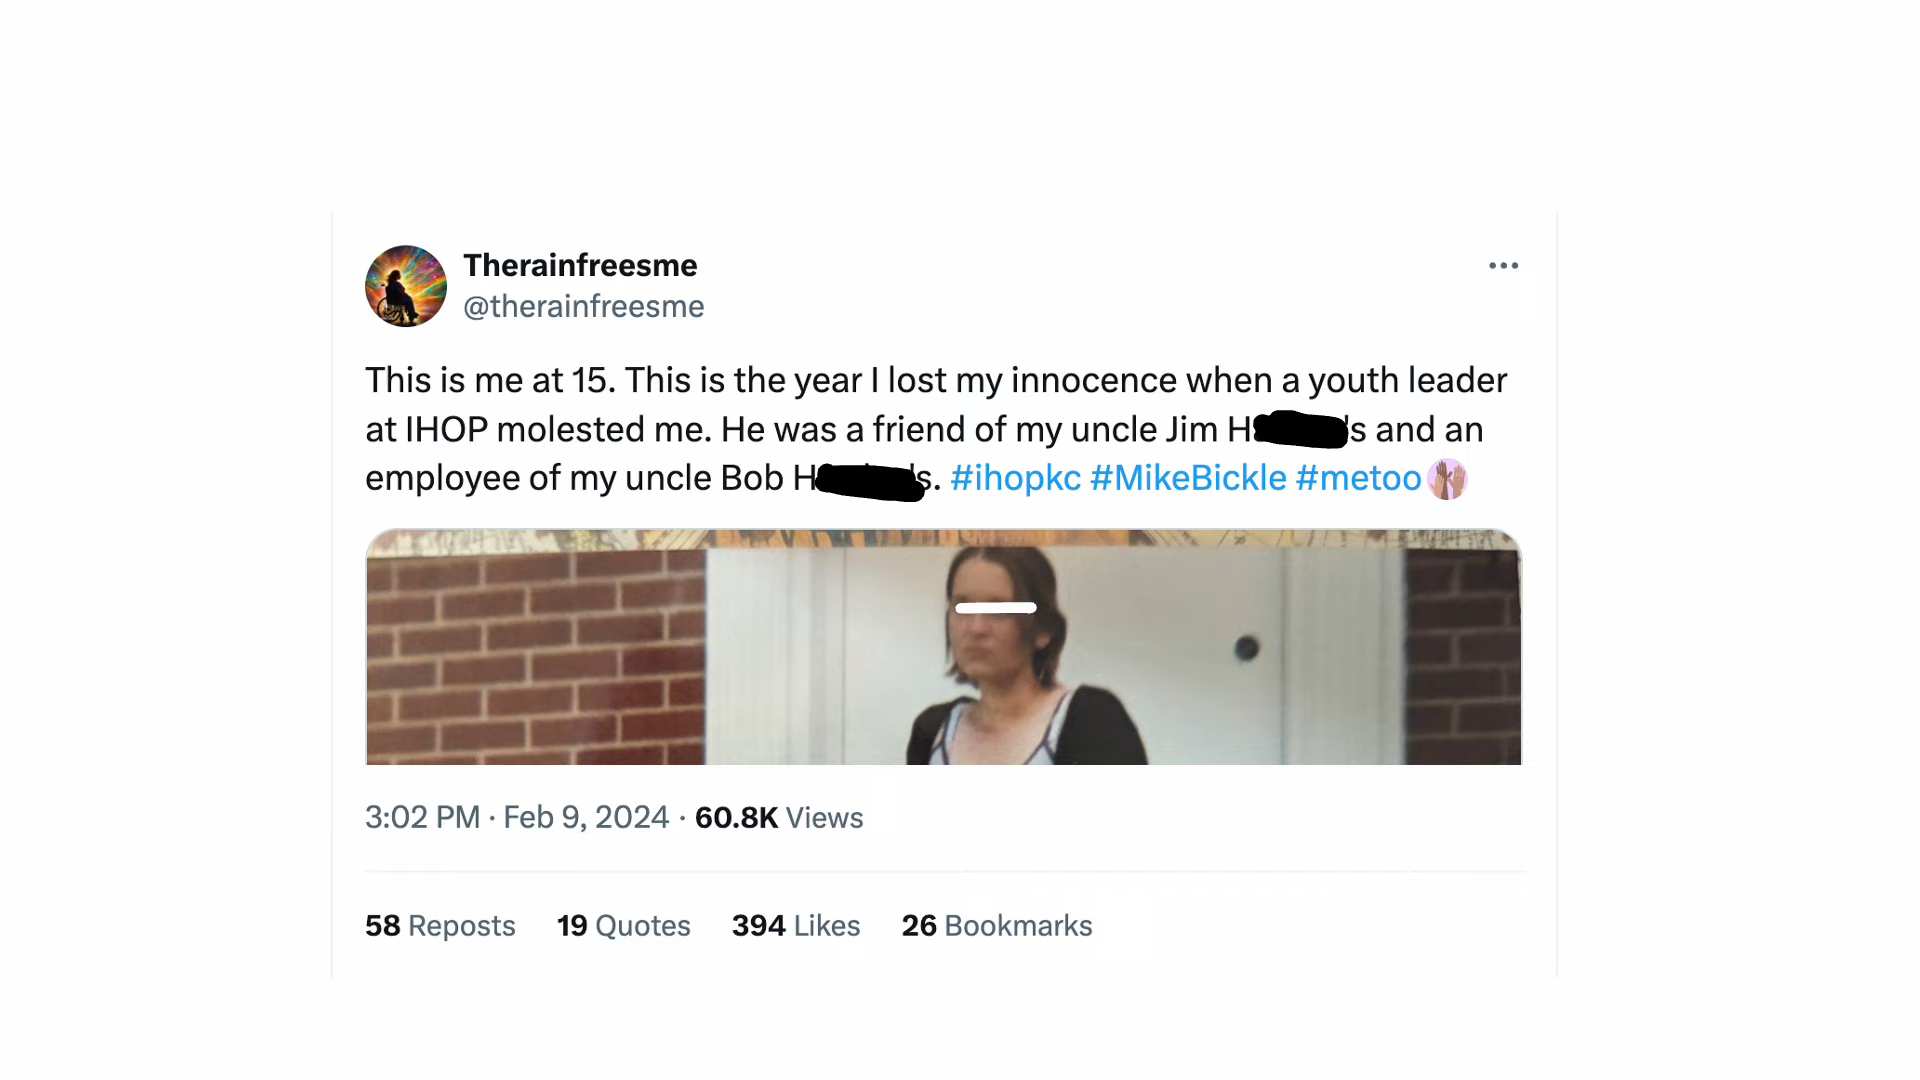 Therainfreesme
@therainfreesme
This is me at 15. This is the year I lost my innocence when a youth leader
at IHOP molested me. He was a friend of my uncle Jim H 's and an
employee of my uncle Bob H s. #ihopkc #MikeBickle #metoo
3:02 PM · Feb 9, 2024 · 60.8K Views
58 Reposts 19 Quotes 394 Likes 26 Bookmarks